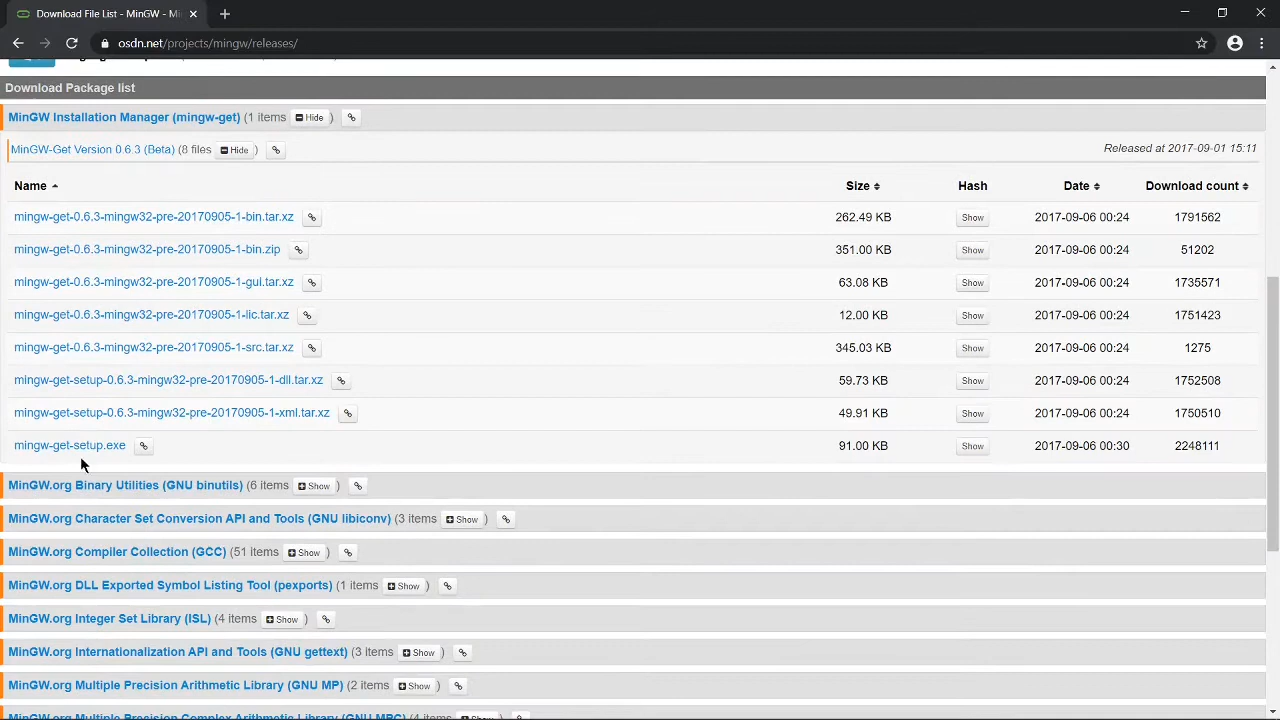 Download File List - MinGW - Mi
osdn.net/projects/mingw/releases/
Download Package list
MinGW Installation Manager (mingw-get) (1 items Hide )
MinGW-Get Version 0.6.3 (Beta) (8 files Hide ) Released at 2017-09-01 15:11
Name Size Hash Date Download count
mingw-get-0.6.3-mingw32-pre-20170905-1-bin.tar.xz 262.49 KB Show 2017-09-06 00:24 1791562
mingw-get-0.6.3-mingw32-pre-20170905-1-bin.zip 351.00 KB Show 2017-09-06 00:24 51202
mingw-get-0.6.3-mingw32-pre-20170905-1-gui.tar.xz 63.08 KB Show 2017-09-06 00:24 1735571
mingw-get-0.6.3-mingw32-pre-20170905-1-lic.tar.xz 12.00 KB Show 2017-09-06 00:24 1751423
mingw-get-0.6.3-mingw32-pre-20170905-1-src.tar.xz 345.03 KB Show 2017-09-06 00:24 1275
mingw-get-setup-0.6.3-mingw32-pre-20170905-1-dll.tar.xz 59.73 KB Show 2017-09-06 00:24 1752508
mingw-get-setup-0.6.3-mingw32-pre-20170905-1-xml.tar.xz 49.91 KB Show 2017-09-06 00:24 1750510
mingw-get-setup.exe 91.00 KB Show 2017-09-06 00:30 2248111
MinGW.org Binary Utilities (GNU binutils) (6 items Show )
MinGW.org Character Set Conversion API and Tools (GNU libiconv) (3 items Show )
MinGW.org Compiler Collection (GCC) (51 items Show )
MinGW.org DLL Exported Symbol Listing Tool (pexports) (1 items Show )
MinGW.org Integer Set Library (ISL) (4 items Show )
MinGW.org Internationalization API and Tools (GNU gettext) (3 items Show )
MinGW.org Multiple Precision Arithmetic Library (GNU MP) (2 items Show )
MinGW.org Multiple Precision Complex Arithmetic Library (GNU MPC) (4 items Show )